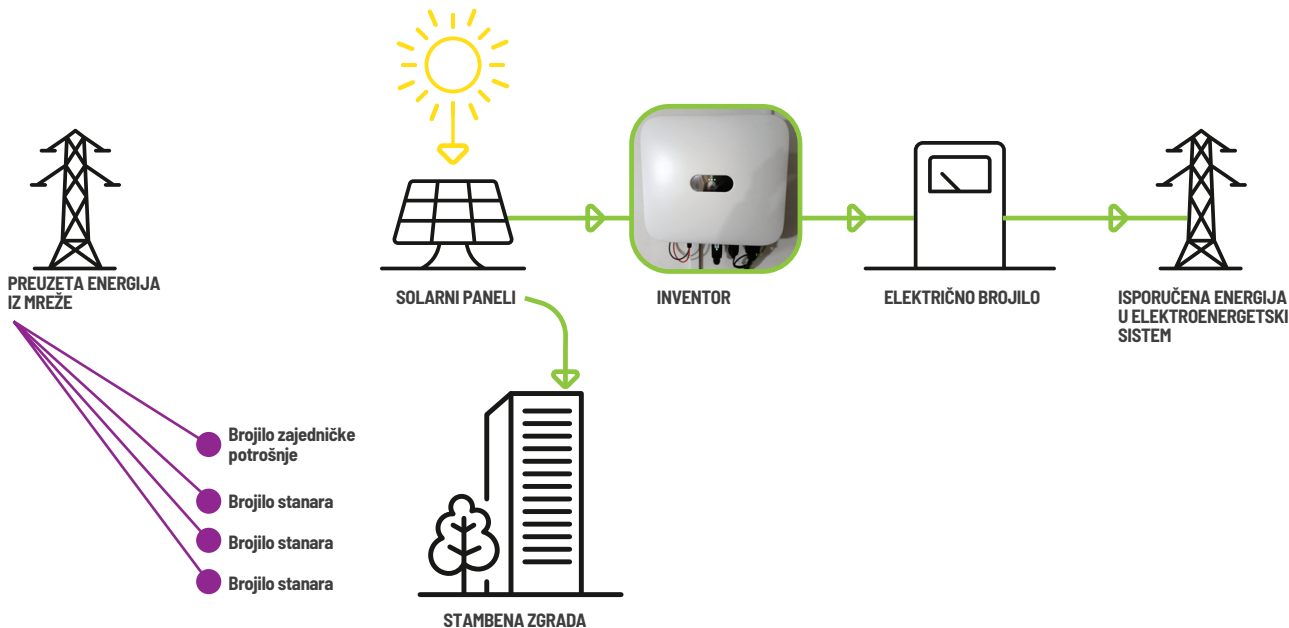 PREUZETA ENERGIJA
IZ MREŽE
SOLARNI PANELI
INVENTOR
ELEKTRIČNO BROJILO
ISPORUČENA ENERGIJA
U ELEKTROENERGETSKI
SISTEM
Brojilo zajedničke
potrošnje
Brojilo stanara
Brojilo stanara
Brojilo stanara
STAMBENA ZGRADA